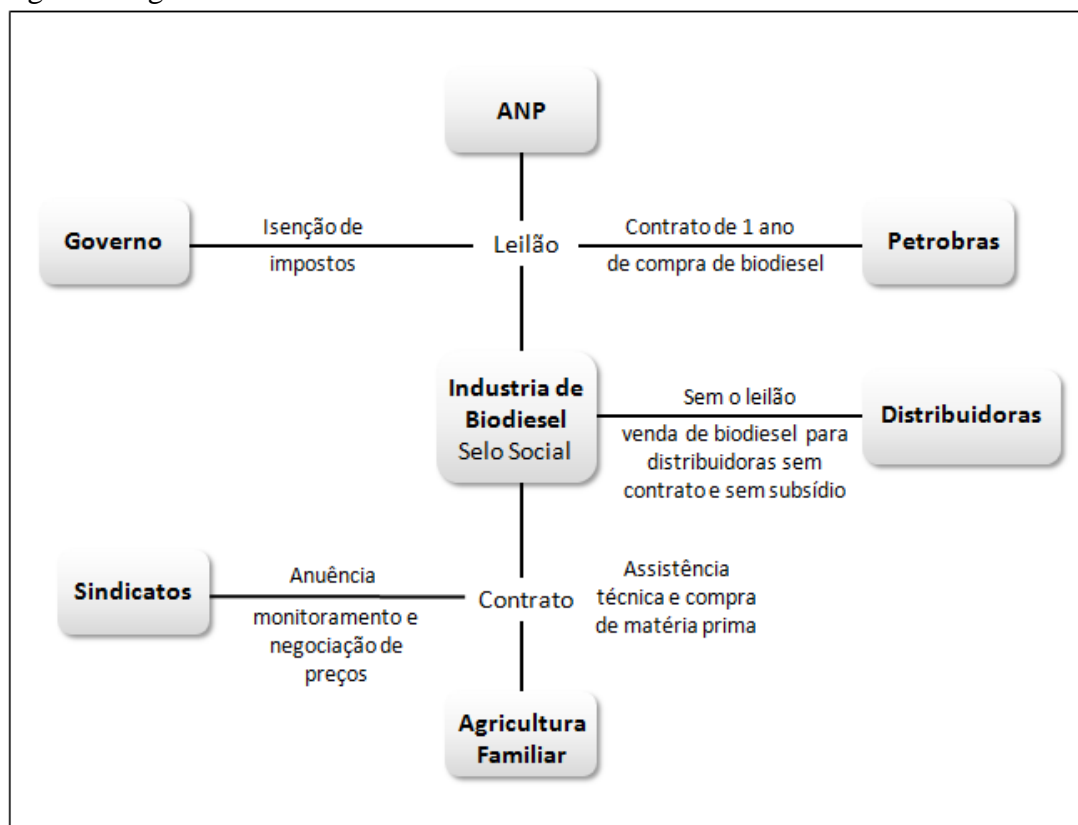 ANP
Governo
Isenção de
impostos
Leilão
Contrato de 1 ano
de compra de biodiesel
Petrobras
Industria de
Biodiesel
Selo Social
Sem o leilão
venda de biodiesel para
distribuidoras sem
contrato e sem subsídio
Distribuidoras
Sindicatos
Anuência
monitoramento e
negociação de
preços
Contrato
Assistência
técnica e compra
de matéria prima
Agricultura
Familiar